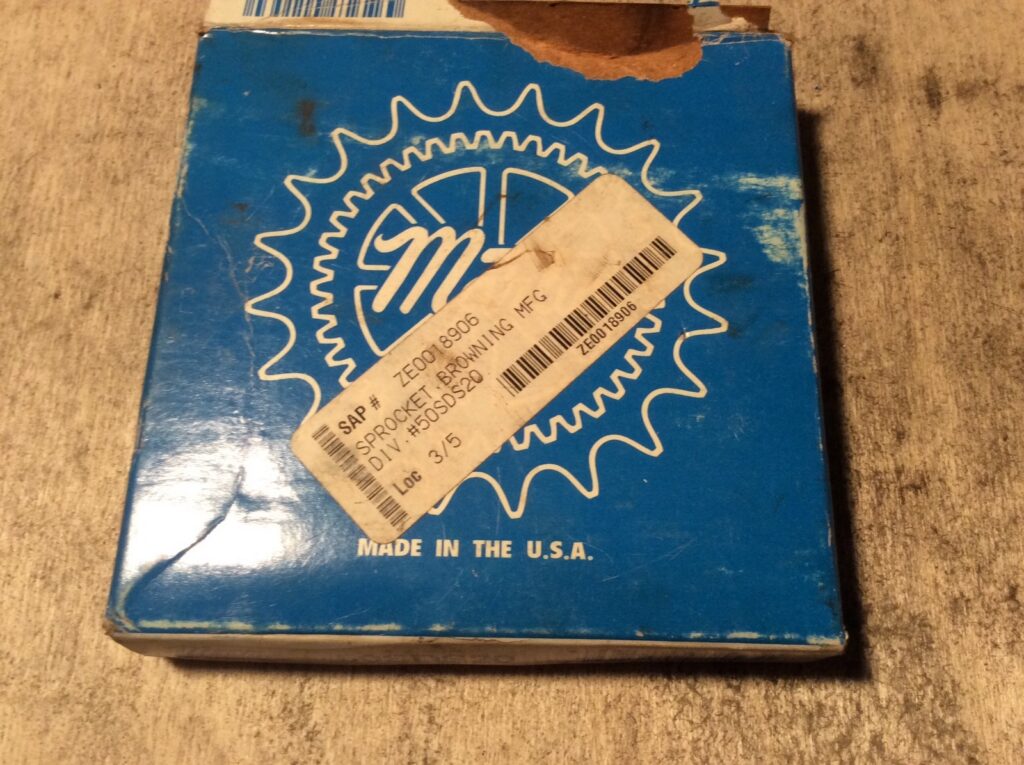 SAP # ZE0018906
SPROCKET.BROWNING MFG
DIV.#50SDS20
Loc 3/5
ZE0018906
MADE IN THE U.S.A.